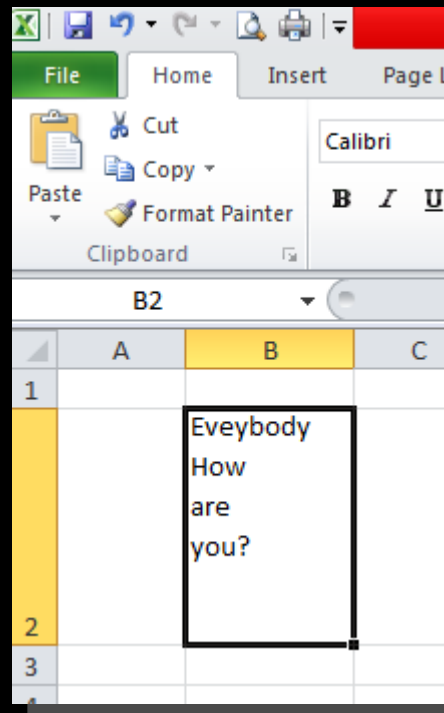 File Home Insert Page L
Cut
Copy
Format Painter
Paste
Clipboard
Calibri
B I U
B2
A B C
1
Eveybody
How
are
you?
2
3